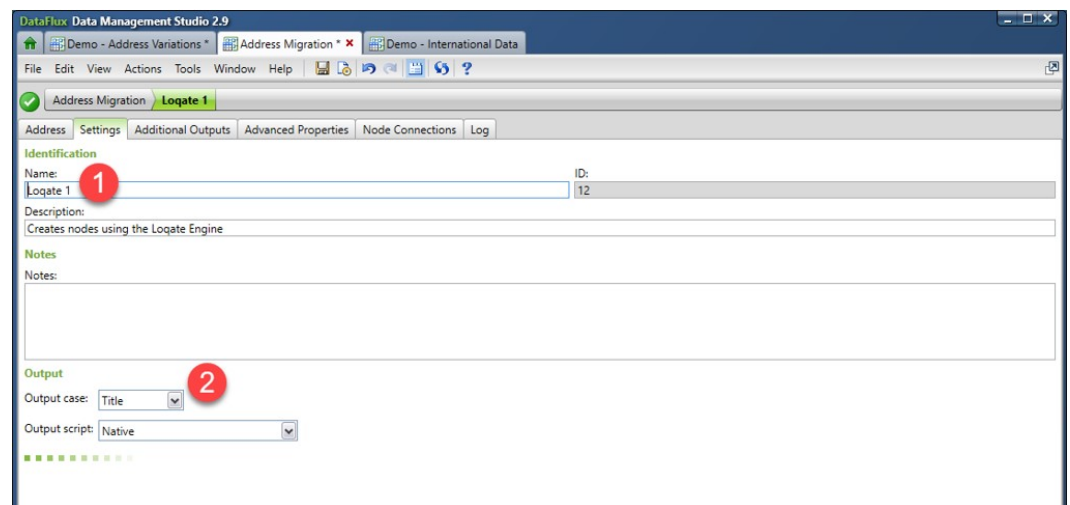 DataFlux Data Management Studio 2.9
Demo - Address Variations * Address Migration * Demo - International Data
File Edit View Actions Tools Window Help ?
Address Migration Loqate 1
Address Settings Additional Outputs Advanced Properties Node Connections Log
Identification
Name: ID:
Loqate 1 12
1
Description:
Creates nodes using the Loqate Engine
Notes
Notes:
Output
2
Output case: Title
Output script: Native